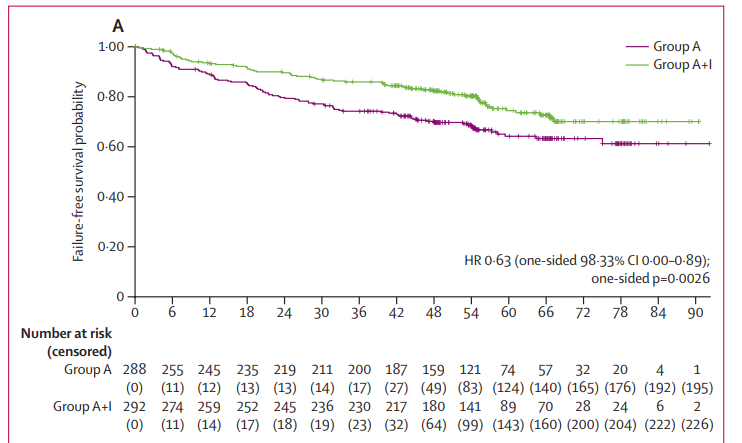 A
Group A
Group A+I
Failure-free survival probability
1·00
0·80
0·60
0·40
0·20
0
HR 0·63 (one-sided 98·33% CI 0·00–0·89);
one-sided p=0·0026
0 6 12 18 24 30 36 42 48 54 60 66 72 78 84 90
Number at risk
(censored)
Group A 288 255 245 235 219 211 200 187 159 121 74 57 32 20 4 1
(0) (11) (12) (13) (13) (14) (17) (27) (49) (83) (124) (140) (165) (176) (192) (195)
Group A+I 292 274 259 252 245 236 230 217 180 141 89 70 28 24 6 2
(0) (11) (14) (17) (18) (19) (23) (32) (64) (99) (143) (160) (200) (204) (222) (226)